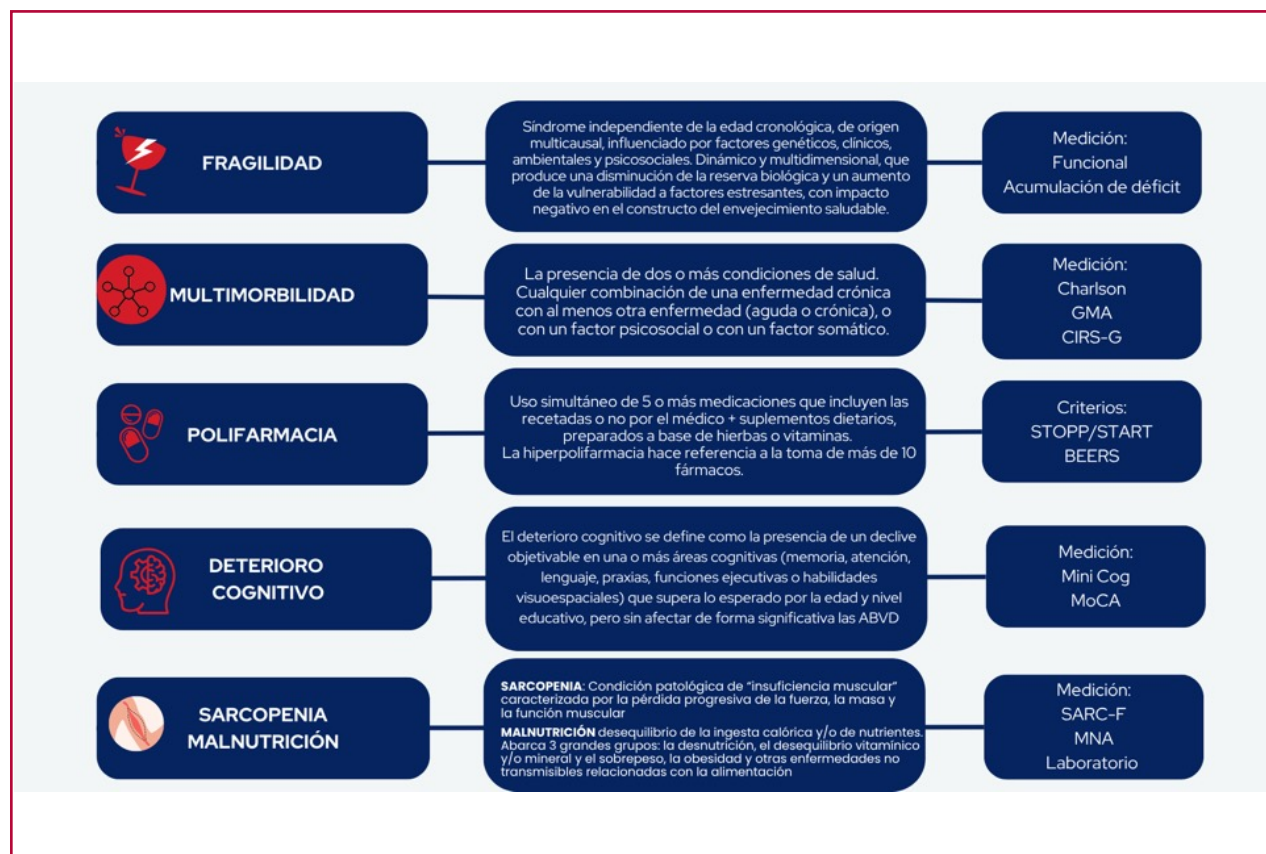 FRAGILIDAD
Síndrome independiente de la edad cronológica, de origen
multicausal, influenciado por factores genéticos, clínicos,
ambientales y psicosociales. Dinámico y multidimensional, que
produce una disminución de la reserva biológica y un aumento
de la vulnerabilidad a factores estresantes, con impacto
negativo en el constructo del envejecimiento saludable.
Medición:
Funcional
Acumulación de déficit
MULTIMORBILIDAD
La presencia de dos o más condiciones de salud.
Cualquier combinación de una enfermedad crónica
con al menos otra enfermedad (aguda o crónica), o
con un factor psicosocial o con un factor somático.
Medición:
Charlson
GMA
CIRS-G
POLIFARMACIA
Uso simultáneo de 5 o más medicaciones que incluyen las
recetadas o no por el médico + suplementos dietarios,
preparados a base de hierbas o vitaminas.
La hiperpolifarmacia hace referencia a la toma de más de 10
fármacos.
Criterios:
STOPP/START
BEERS
DETERIORO
COGNITIVO
El deterioro cognitivo se define como la presencia de un declive
objetivable en una o más áreas cognitivas (memoria, atención,
lenguaje, praxias, funciones ejecutivas o habilidades
visuoespaciales) que supera lo esperado por la edad y nivel
educativo, pero sin afectar de forma significativa las ABVD
Medición:
Mini Cog
MoCA
SARCOPENIA
MALNUTRICIÓN
SARCOPENIA: Condición patológica de "insuficiencia muscular"
caracterizada por la pérdida progresiva de la fuerza, la masa y
la función muscular
MALNUTRICIÓN desequilibrio de la ingesta calórica y/o de nutrientes.
Abarca 3 grandes grupos: la desnutrición, el desequilibrio vitamínico
y/o mineral y el sobrepeso, la obesidad y otras enfermedades no
transmisibles relacionadas con la alimentación
Medición:
SARC-F
MNA
Laboratorio